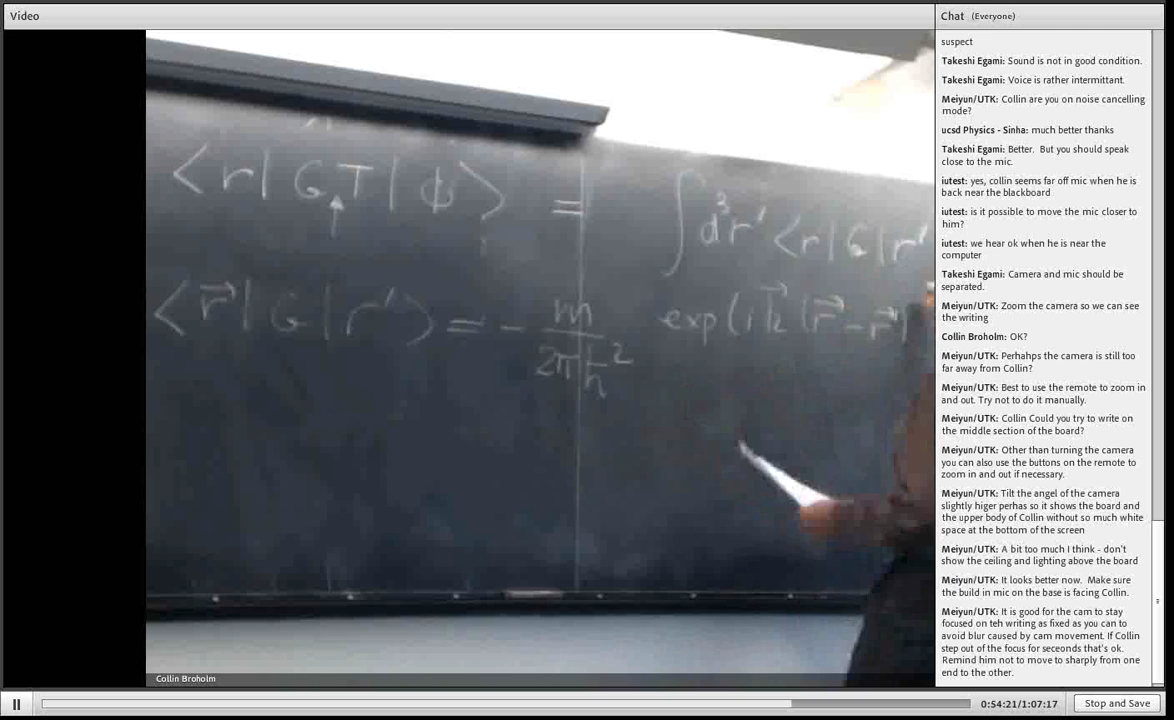 Video
⟨r| G T | ϕ⟩ = ∫ d³r' <r|G|r'
↑
<r⃗|G|r'> = - m/2πħ² exp(ik⃗(r⃗-r⃗')
Collin Broholm
Chat (Everyone)
suspect
Takeshi Egami: Sound is not in good condition.
Takeshi Egami: Voice is rather intermittant.
Meiyun/UTK: Collin are you on noise cancelling
mode?
ucsd Physics - Sinha: much better thanks
Takeshi Egami: Better. But you should speak
close to the mic.
iutest: yes, collin seems far off mic when he is
back near the blackboard
iutest: is it possible to move the mic closer to
him?
iutest: we hear ok when he is near the
computer
Takeshi Egami: Camera and mic should be
separated.
Meiyun/UTK: Zoom the camera so we can see
the writing
Collin Broholm: OK?
Meiyun/UTK: Perhahps the camera is still too
far away from Collin?
Meiyun/UTK: Best to use the remote to zoom in
and out. Try not to do it manually.
Meiyun/UTK: Collin Could you try to write on
the middle section of the board?
Meiyun/UTK: Other than turning the camera
you can also use the buttons on the remote to
zoom in and out if necessary.
Meiyun/UTK: Tilt the angel of the camera
slightly higer perhas so it shows the board and
the upper body of Collin without so much white
space at the bottom of the screen
Meiyun/UTK: A bit too much I think - don't
show the ceiling and lighting above the board
Meiyun/UTK: It looks better now. Make sure
the build in mic on the base is facing Collin.
Meiyun/UTK: It is good for the cam to stay
focused on teh writing as fixed as you can to
avoid blur caused by cam movement. If Collin
step out of the focus for seceonds that's ok.
Remind him not to move to sharply from one
end to the other.
0:54:21/1:07:17
Stop and Save